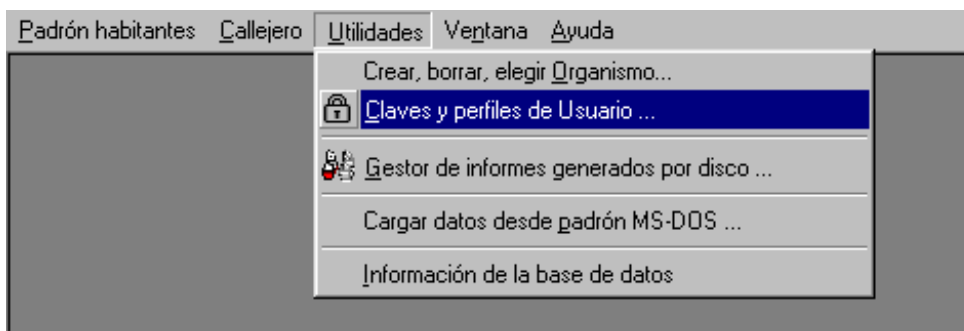 Padrón habitantes Callejero Utilidades Ventana Ayuda
Crear, borrar, elegir Organismo...
Claves y perfiles de Usuario ...
Gestor de informes generados por disco ...
Cargar datos desde padrón MS-DOS ...
Información de la base de datos